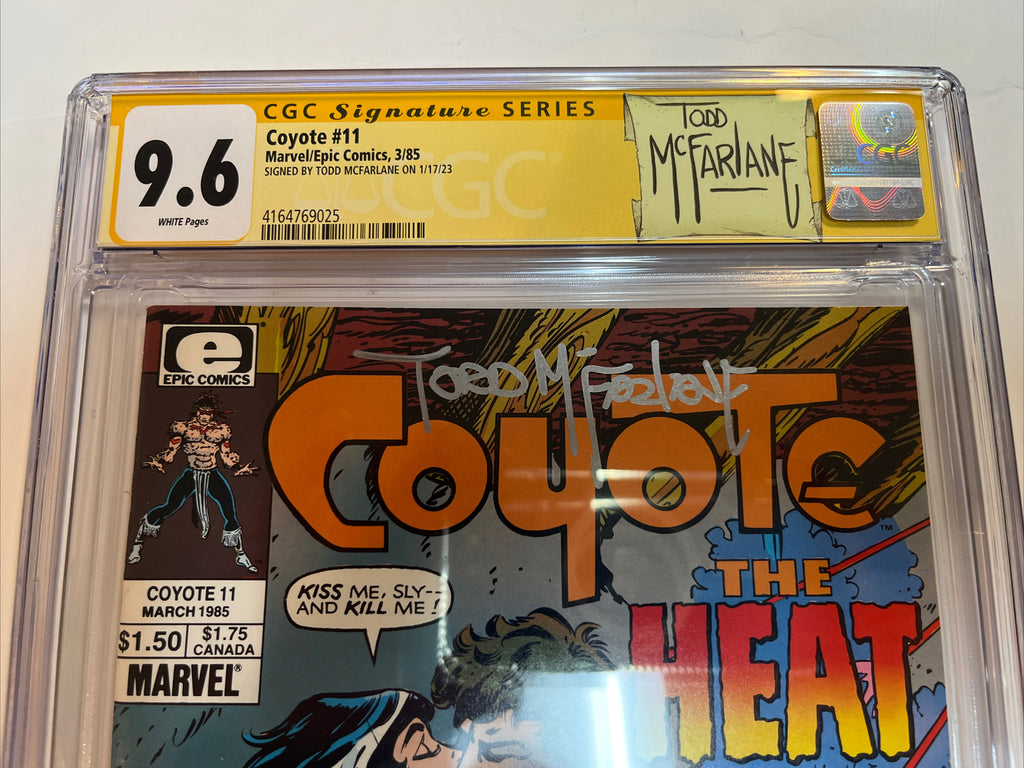 CGC Signature SERIES
Coyote #11
Marvel/Epic Comics, 3/85
SIGNED BY TODD MCFARLANE ON 1/17/23
9.6
WHITE Pages
CGC
4164769025
TODD
McFARLANE
CGC
e
EPIC COMICS
TODD McFarlane
COYOTE
TM
COYOTE 11
MARCH 1985
$1.50
$1.75
CANADA
MARVEL®
KISS ME, SLY--
AND KILL ME!
THE
HEAT